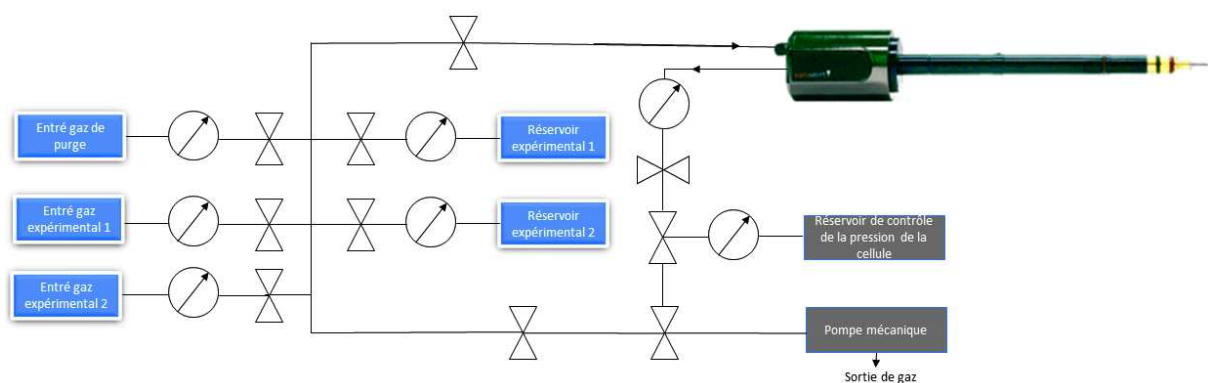 Entré gaz de
purge
Réservoir
expérimental 1
Entré gaz
expérimental 1
Réservoir
expérimental 2
Réservoir de contrôle
de la pression de la
cellule
Entré gaz
expérimental 2
Pompe mécanique
Sortie de gaz